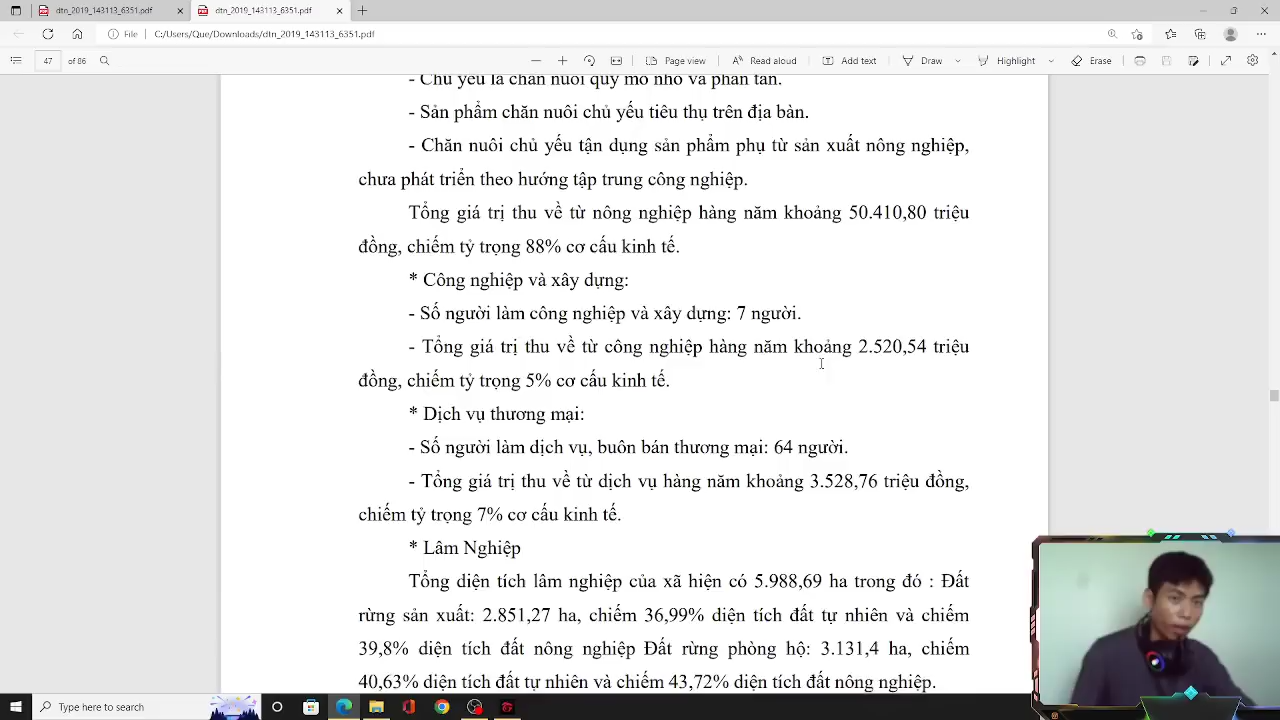 dtn_2019_143113_6351.pdf
dtn_2019_143113_6351.pdf
File C:/Users/Que/Downloads/dtn_2019_143113_6351.pdf
47 of 86 Page view Read aloud Add text Draw Highlight Erase
- Chủ yếu là chăn nuôi quy mô nhỏ và phân tán.
- Sản phẩm chăn nuôi chủ yếu tiêu thụ trên địa bàn.
- Chăn nuôi chủ yếu tận dụng sản phẩm phụ từ sản xuất nông nghiệp,
chưa phát triển theo hướng tập trung công nghiệp.
Tổng giá trị thu về từ nông nghiệp hàng năm khoảng 50.410,80 triệu
đồng, chiếm tỷ trọng 88% cơ cấu kinh tế.
* Công nghiệp và xây dựng:
- Số người làm công nghiệp và xây dựng: 7 người.
- Tổng giá trị thu về từ công nghiệp hàng năm khoảng 2.520,54 triệu
đồng, chiếm tỷ trọng 5% cơ cấu kinh tế.
* Dịch vụ thương mại:
- Số người làm dịch vụ, buôn bán thương mại: 64 người.
- Tổng giá trị thu về từ dịch vụ hàng năm khoảng 3.528,76 triệu đồng,
chiếm tỷ trọng 7% cơ cấu kinh tế.
* Lâm Nghiệp
Tổng diện tích lâm nghiệp của xã hiện có 5.988,69 ha trong đó : Đất
rừng sản xuất: 2.851,27 ha, chiếm 36,99% diện tích đất tự nhiên và chiếm
39,8% diện tích đất nông nghiệp Đất rừng phòng hộ: 3.131,4 ha, chiếm
40,63% diện tích đất tự nhiên và chiếm 43,72% diện tích đất nông nghiệp.
Type here to search